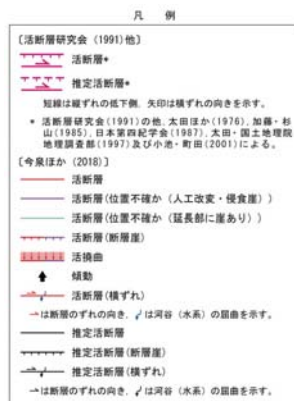 凡 例
〔活断層研究会(1991)他〕
活断層*
推定活断層*
短線は縦ずれの低下側、矢印は横ずれの向きを示す。
* 活断層研究会(1991)の他、太田ほか(1976)、加藤・杉
山(1985)、日本第四紀学会(1987)、太田・国土地理院
地理調査部(1997)及び小池・町田(2001)による。
〔今泉ほか(2018)〕
活断層
活断層(位置不確か(人工改変・侵食崖))
活断層(位置不確か(延長部に崖あり))
活断層(断層崖)
活撓曲
傾動
活断層(横ずれ)
は断層のずれの向き、は河谷(水系)の屈曲を示す。
推定活断層
推定活断層(断層崖)
推定活断層(横ずれ)
は断層のずれの向き、は河谷(水系)の屈曲を示す。